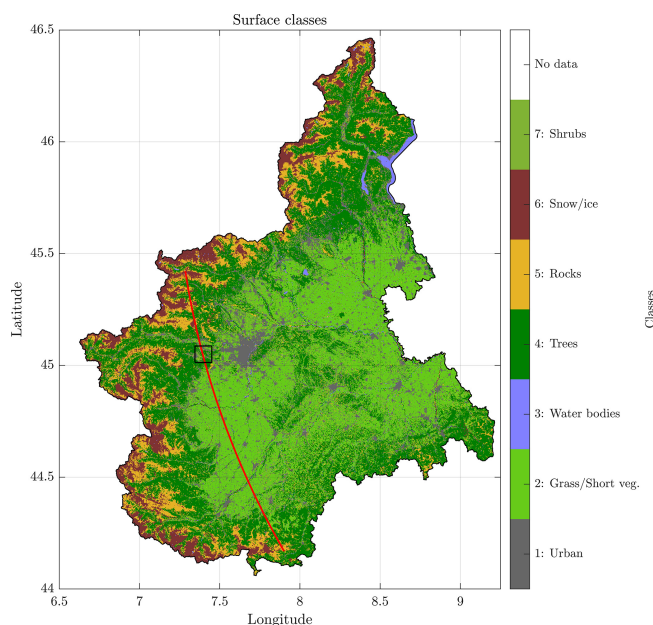 Surface classes
46.5
46
45.5
45
44.5
44
6.5 7 7.5 8 8.5 9
Latitude
Longitude
No data
7: Shrubs
6: Snow/ice
5: Rocks
4: Trees
3: Water bodies
2: Grass/Short veg.
1: Urban
Classes